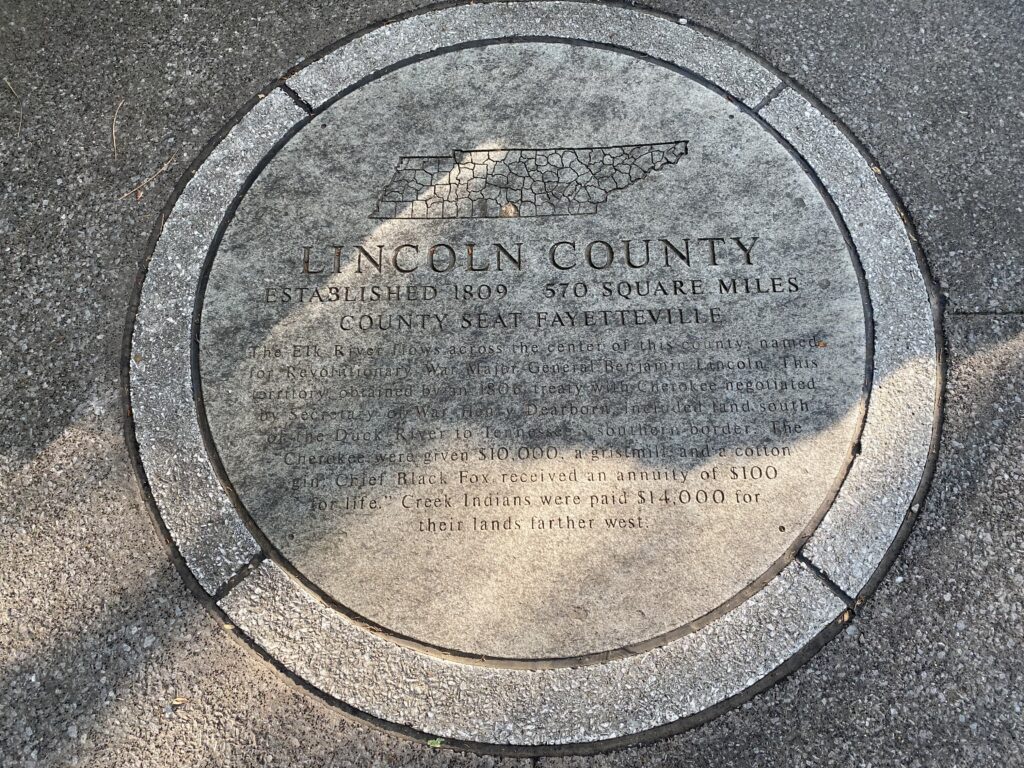 LINCOLN COUNTY
ESTABLISHED 1809 570 SQUARE MILES
COUNTY SEAT FAYETTEVILLE
The Elk River flows across the center of this county, named
for Revolutionary War Major General Benjamin Lincoln. This
territory obtained by an 1806 treaty with Cherokee negotiated
by Secretary of War Henry Dearborn, included land south
of the Duck River to Tennessee's southern border. The
Cherokee were given $10,000, a gristmill and a cotton
gin. Chief Black Fox received an annuity of $100
for life." Creek Indians were paid $14,000 for
their lands farther west.